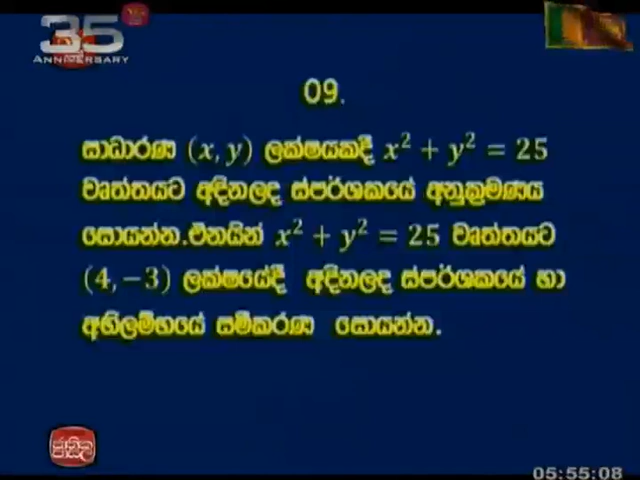 35
ANNIVERSARY
09.
සාධාරණ (x, y) ලක්ෂයකදී x² + y² = 25
වෘත්තයට අඳිනලද ස්පර්ශකයේ අනුක්‍රමණය
සොයන්න.එනයින් x² + y² = 25 වෘත්තයට
(4, −3) ලක්ෂයේදී අදිනලද ස්පර්ශකයේ හා
අභිලම්භයේ සමීකරණ සොයන්න.
05:55:08